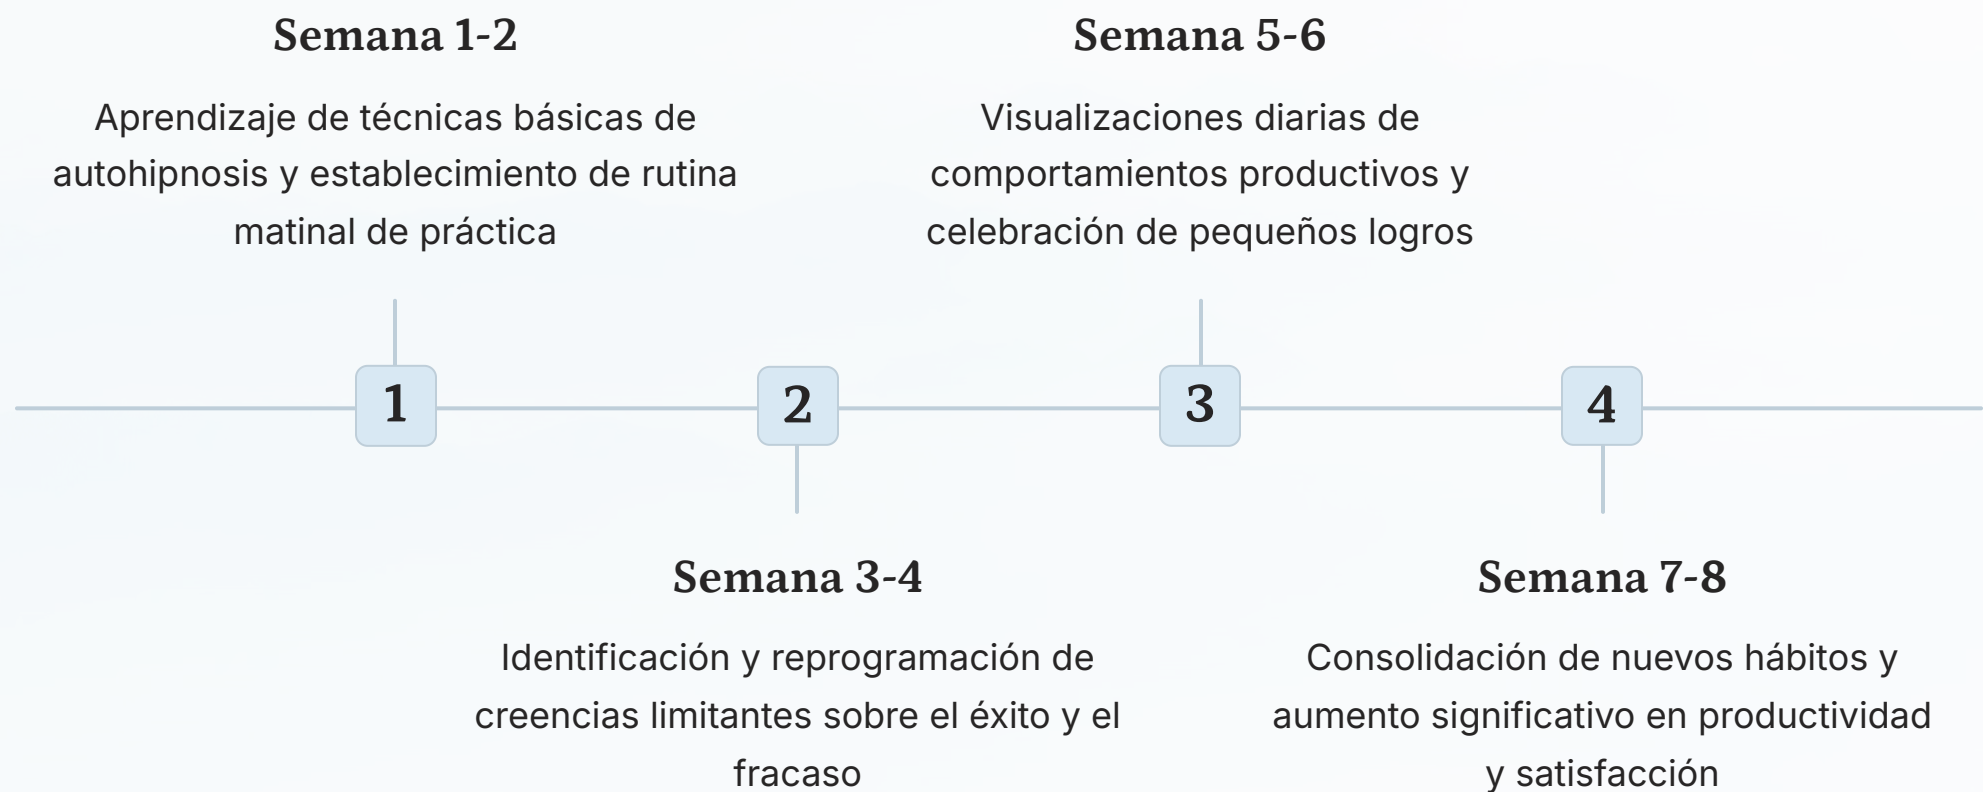 Semana 1-2
Aprendizaje de técnicas básicas de
autohipnosis y establecimiento de rutina
matinal de práctica
Semana 5-6
Visualizaciones diarias de
comportamientos productivos y
celebración de pequeños logros
1
2
3
4
Semana 3-4
Identificación y reprogramación de
creencias limitantes sobre el éxito y el
fracaso
Semana 7-8
Consolidación de nuevos hábitos y
aumento significativo en productividad
y satisfacción